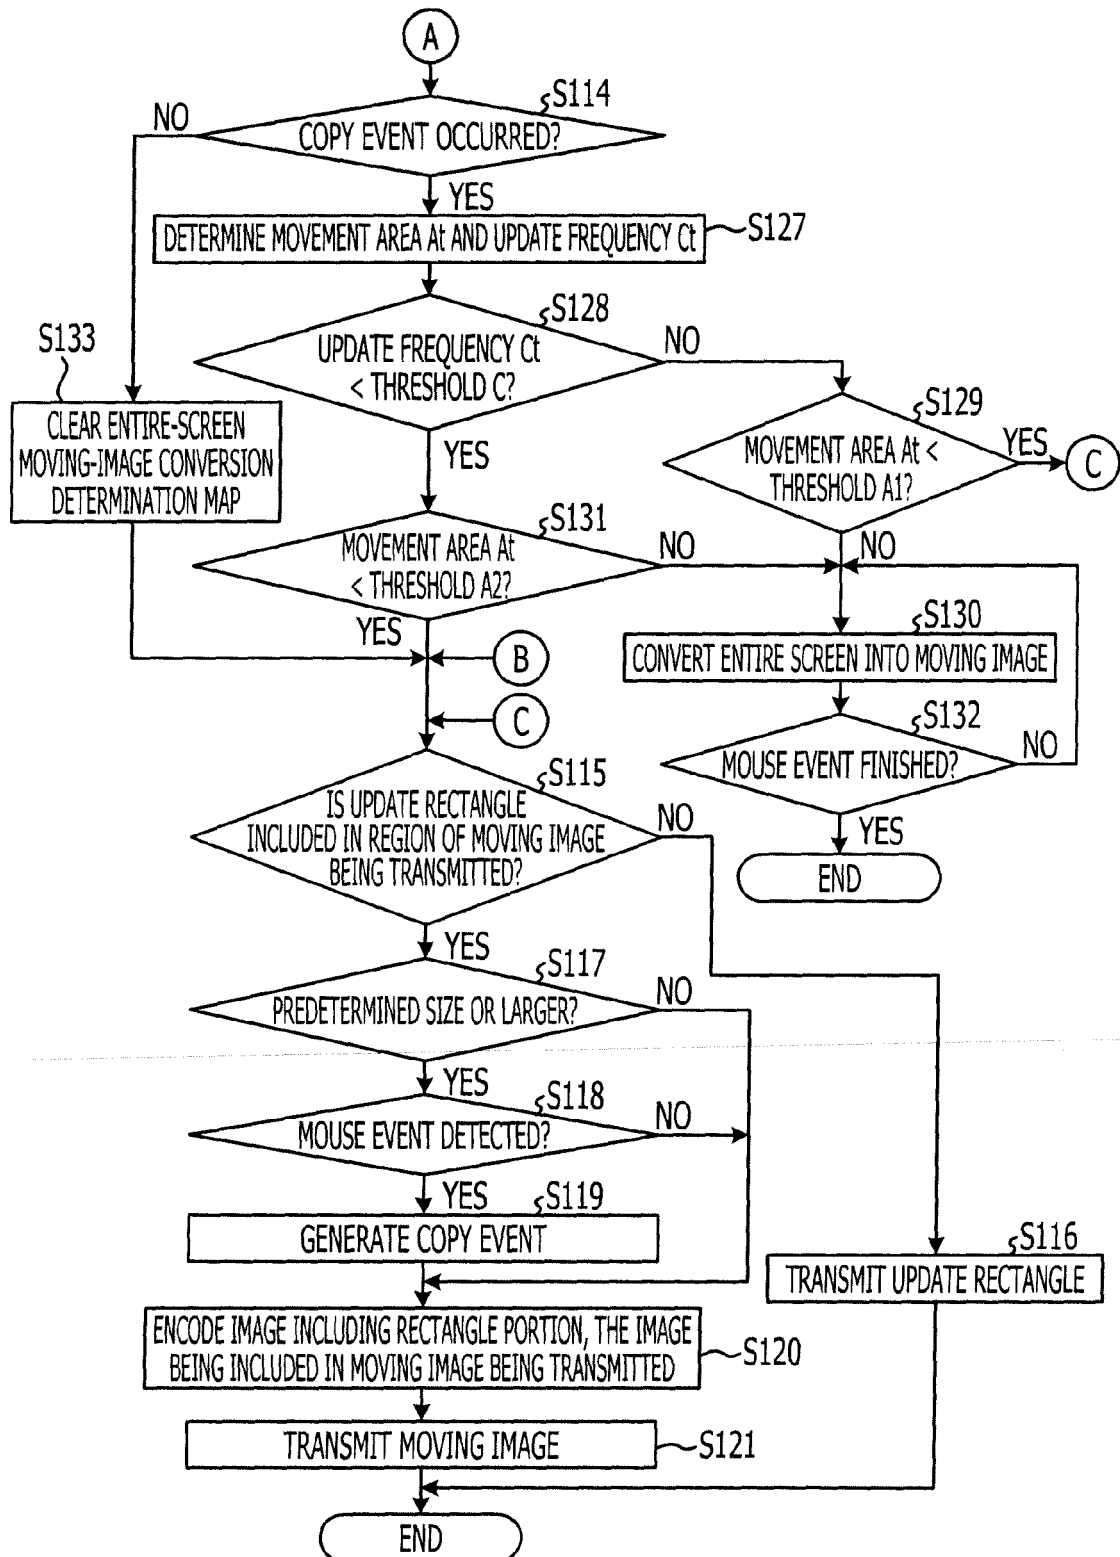 A
S114
NO
COPY EVENT OCCURRED?
YES
DETERMINE MOVEMENT AREA At AND UPDATE FREQUENCY Ct
S127
S128
UPDATE FREQUENCY Ct
< THRESHOLD C?
NO
YES
S133
CLEAR ENTIRE-SCREEN
MOVING-IMAGE CONVERSION
DETERMINATION MAP
S129
MOVEMENT AREA At <
THRESHOLD A1?
YES
C
NO
S131
MOVEMENT AREA At
< THRESHOLD A2?
NO
YES
B
C
S130
CONVERT ENTIRE SCREEN INTO MOVING IMAGE
S132
MOUSE EVENT FINISHED?
NO
YES
END
S115
IS UPDATE RECTANGLE
INCLUDED IN REGION OF MOVING IMAGE
BEING TRANSMITTED?
NO
YES
S117
PREDETERMINED SIZE OR LARGER?
NO
YES
S118
MOUSE EVENT DETECTED?
NO
YES
S119
GENERATE COPY EVENT
S116
TRANSMIT UPDATE RECTANGLE
ENCODE IMAGE INCLUDING RECTANGLE PORTION, THE IMAGE
BEING INCLUDED IN MOVING IMAGE BEING TRANSMITTED
S120
TRANSMIT MOVING IMAGE
S121
END